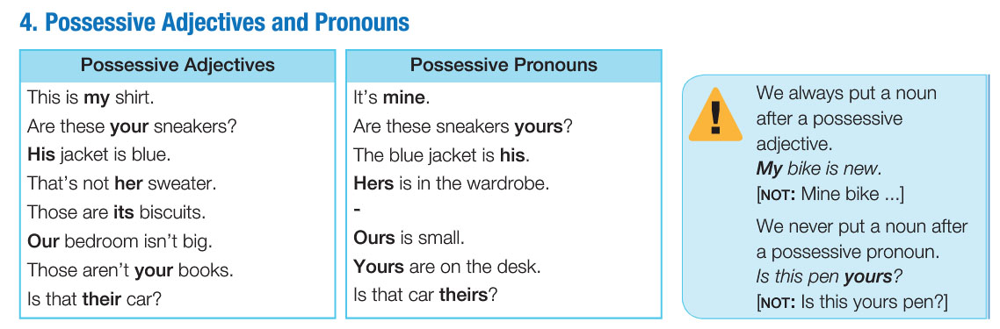 4. Possessive Adjectives and Pronouns
Possessive Adjectives
This is my shirt.
Are these your sneakers?
His jacket is blue.
That's not her sweater.
Those are its biscuits.
Our bedroom isn't big.
Those aren't your books.
Is that their car?
Possessive Pronouns
It's mine.
Are these sneakers yours?
The blue jacket is his.
Hers is in the wardrobe.
-
Ours is small.
Yours are on the desk.
Is that car theirs?
!
We always put a noun
after a possessive
adjective.
My bike is new.
[NOT: Mine bike ...]
We never put a noun after
a possessive pronoun.
Is this pen yours?
[NOT: Is this yours pen?]